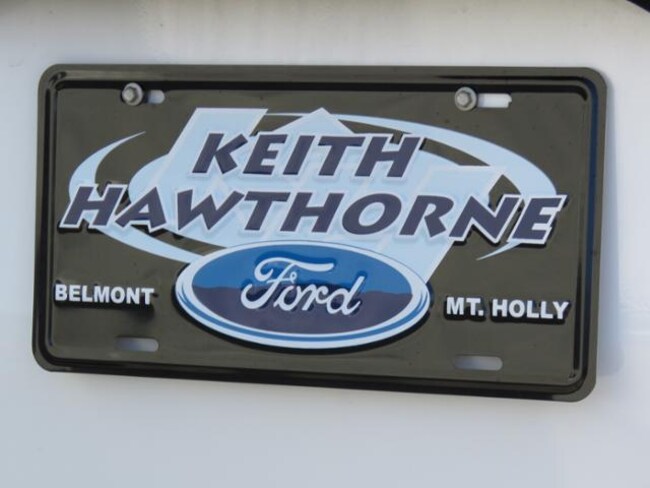 KEITH
HAWTHORNE
Ford
BELMONT
MT. HOLLY